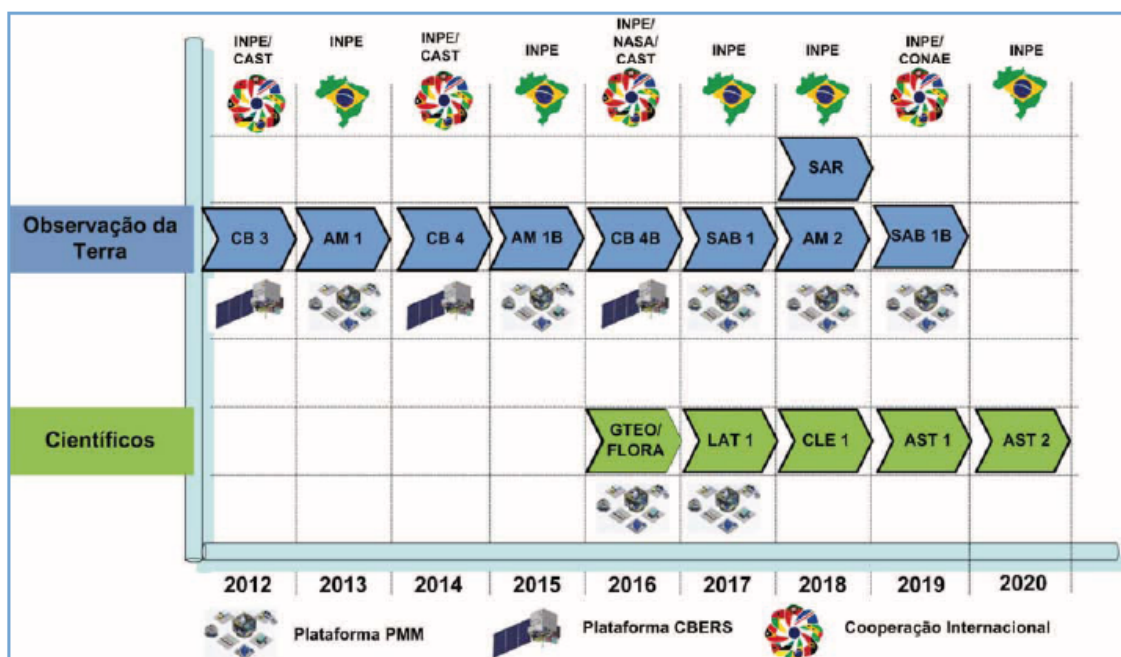 INPE/
CAST
INPE
INPE/
CAST
INPE
INPE/
NASA/
CAST
INPE
INPE
INPE/
CONAE
INPE
SAR
Observação da
Terra
CB 3
AM 1
CB 4
AM 1B
CB 4B
SAB 1
AM 2
SAB 1B
Científicos
GTEO/
FLORA
LAT 1
CLE 1
AST 1
AST 2
2012
2013
2014
2015
2016
2017
2018
2019
2020
Plataforma PMM
Plataforma CBERS
Cooperação Internacional